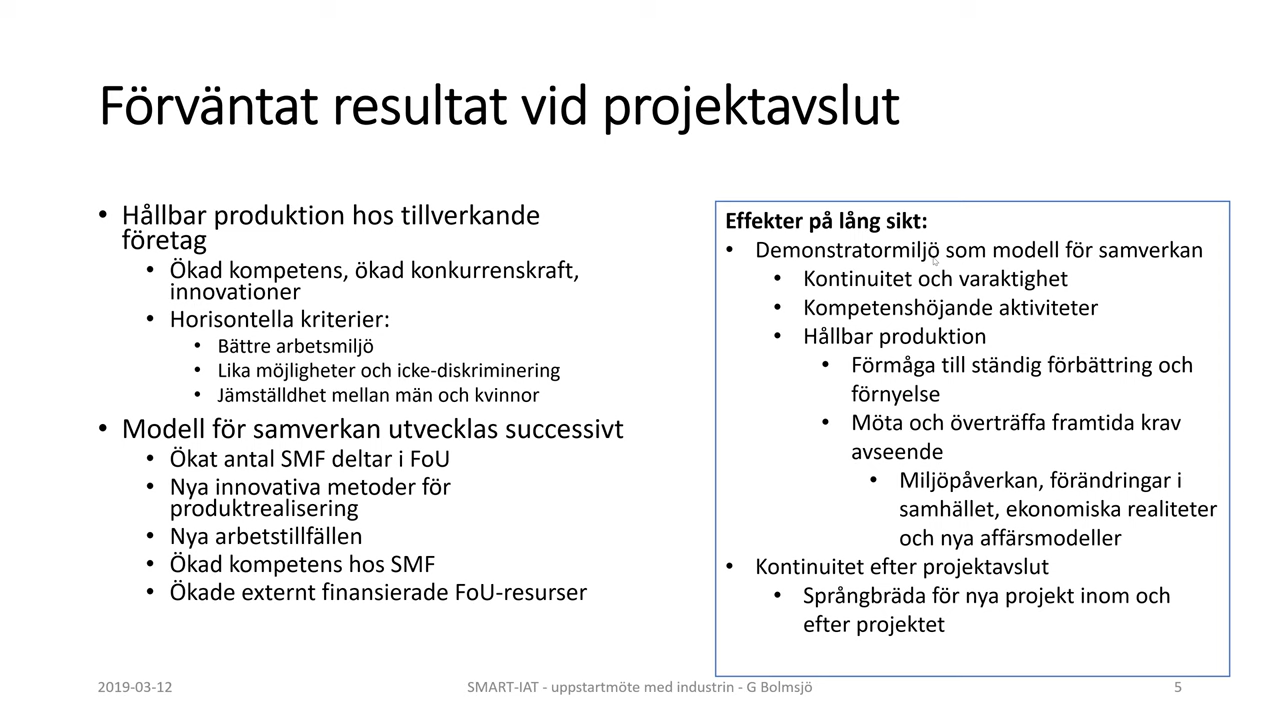 Förväntat resultat vid projektavslut
• Hållbar produktion hos tillverkande
företag
• Ökad kompetens, ökad konkurrenskraft,
innovationer
• Horisontella kriterier:
• Bättre arbetsmiljö
• Lika möjligheter och icke-diskriminering
• Jämställdhet mellan män och kvinnor
• Modell för samverkan utvecklas successivt
• Ökat antal SMF deltar i FoU
• Nya innovativa metoder för
produktrealisering
• Nya arbetstillfällen
• Ökad kompetens hos SMF
• Ökade externt finansierade FoU-resurser
Effekter på lång sikt:
• Demonstratormiljö som modell för samverkan
• Kontinuitet och varaktighet
• Kompetenshöjande aktiviteter
• Hållbar produktion
• Förmåga till ständig förbättring och
förnyelse
• Möta och överträffa framtida krav
avseende
• Miljöpåverkan, förändringar i
samhället, ekonomiska realiteter
och nya affärsmodeller
• Kontinuitet efter projektavslut
• Språngbräda för nya projekt inom och
efter projektet
2019-03-12
SMART-IAT - uppstartmöte med industrin - G Bolmsjö
5